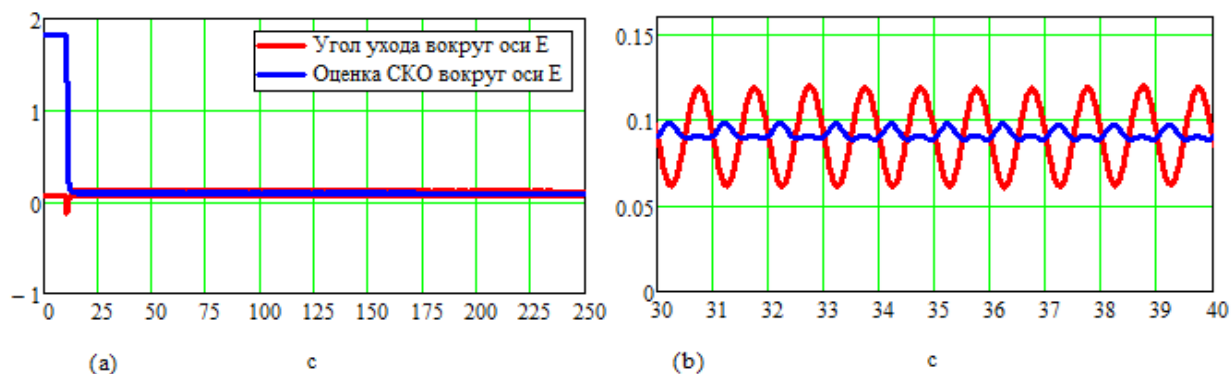 2
1
0
− 1
Угол ухода вокруг оси E
Оценка СКО вокруг оси E
0 25 50 75 100 125 150 175 200 225 250
(a) с
0.15
0.1
0.05
0
30 31 32 33 34 35 36 37 38 39 40
(b) с